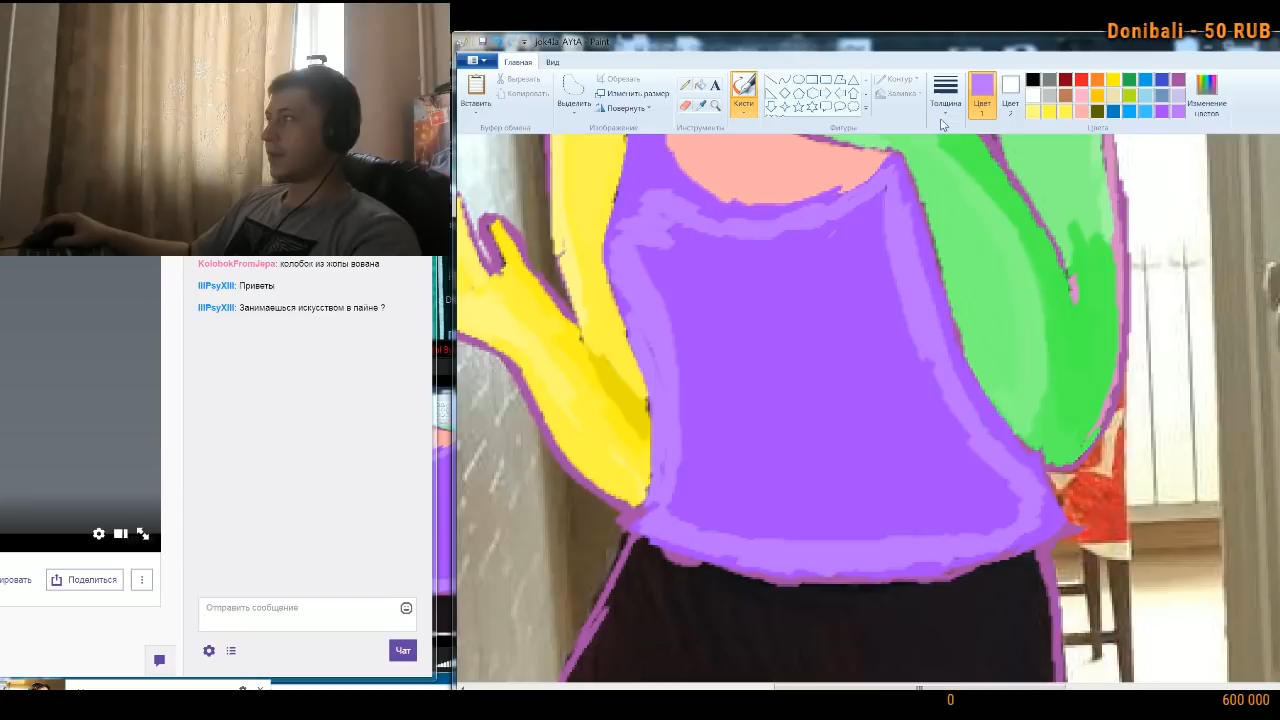 Donibali - 50 RUB
jok4la_AYtA - Paint
Главная Вид
Вставить
Вырезать
Копировать
Буфер обмена
Выделить
Обрезать
Изменить размер
Повернуть
Изображение
Инструменты
Кисти
Контур
Заливка
Фигуры
Толщина
Цвет 1
Цвет 2
Изменение цветов
Цвета
KolobokFromJepa: колобок из жопы вована
IIIPsyXIII: Приветы
IIIPsyXIII: Занимаешься искусством в пайне ?
Поделиться
Отправить сообщение
Чат
0
600 000